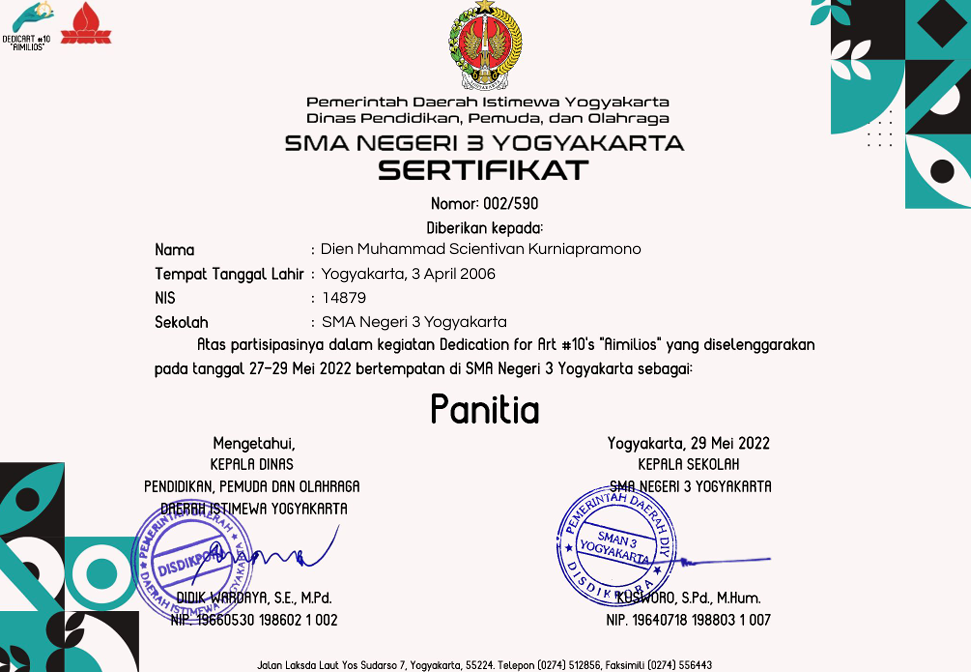 DEDICART #10
"AIMILIOS"
Pemerintah Daerah Istimewa Yogyakarta
Dinas Pendidikan, Pemuda, dan Olahraga
SMA NEGERI 3 YOGYAKARTA
SERTIFIKAT
Nomor: 002/590
Diberikan kepada:
Nama : Dien Muhammad Scientivan Kurniapramono
Tempat Tanggal Lahir : Yogyakarta, 3 April 2006
NIS : 14879
Sekolah : SMA Negeri 3 Yogyakarta
Atas partisipasinya dalam kegiatan Dedication for Art #10's "Aimilios" yang diselenggarakan
pada tanggal 27-29 Mei 2022 bertempatan di SMA Negeri 3 Yogyakarta sebagai:
Panitia
Mengetahui,
KEPALA DINAS
PENDIDIKAN, PEMUDA DAN OLAHRAGA
DAERAH ISTIMEWA YOGYAKARTA
PEMERINTAH DAERAH
DISDIKPORA
DAERAH ISTIMEWA YOGYAKARTA
DIDIK WARDAYA, S.E., M.Pd.
NIP. 19660530 198602 1 002
Yogyakarta, 29 Mei 2022
KEPALA SEKOLAH
SMA NEGERI 3 YOGYAKARTA
PEMERINTAH DAERAH DIY
SMAN 3
YOGYAKARTA
DISDIKPORA
KUSWORO, S.Pd., M.Hum.
NIP. 19640718 198803 1 007
Jalan Laksda Laut Yos Sudarso 7, Yogyakarta, 55224. Telepon (0274) 512856, Faksimili (0274) 556443